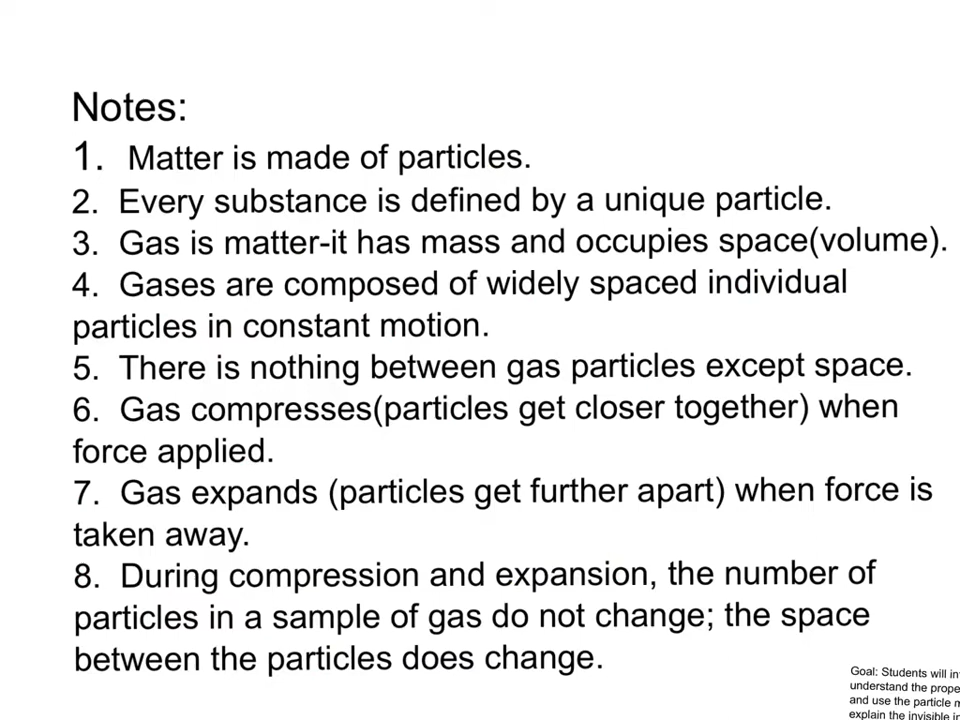 Notes:
1. Matter is made of particles.
2. Every substance is defined by a unique particle.
3. Gas is matter-it has mass and occupies space(volume).
4. Gases are composed of widely spaced individual
particles in constant motion.
5. There is nothing between gas particles except space.
6. Gas compresses(particles get closer together) when
force applied.
7. Gas expands (particles get further apart) when force is
taken away.
8. During compression and expansion, the number of
particles in a sample of gas do not change; the space
between the particles does change.
Goal: Students will
understand the
and use the particle
explain the invisible